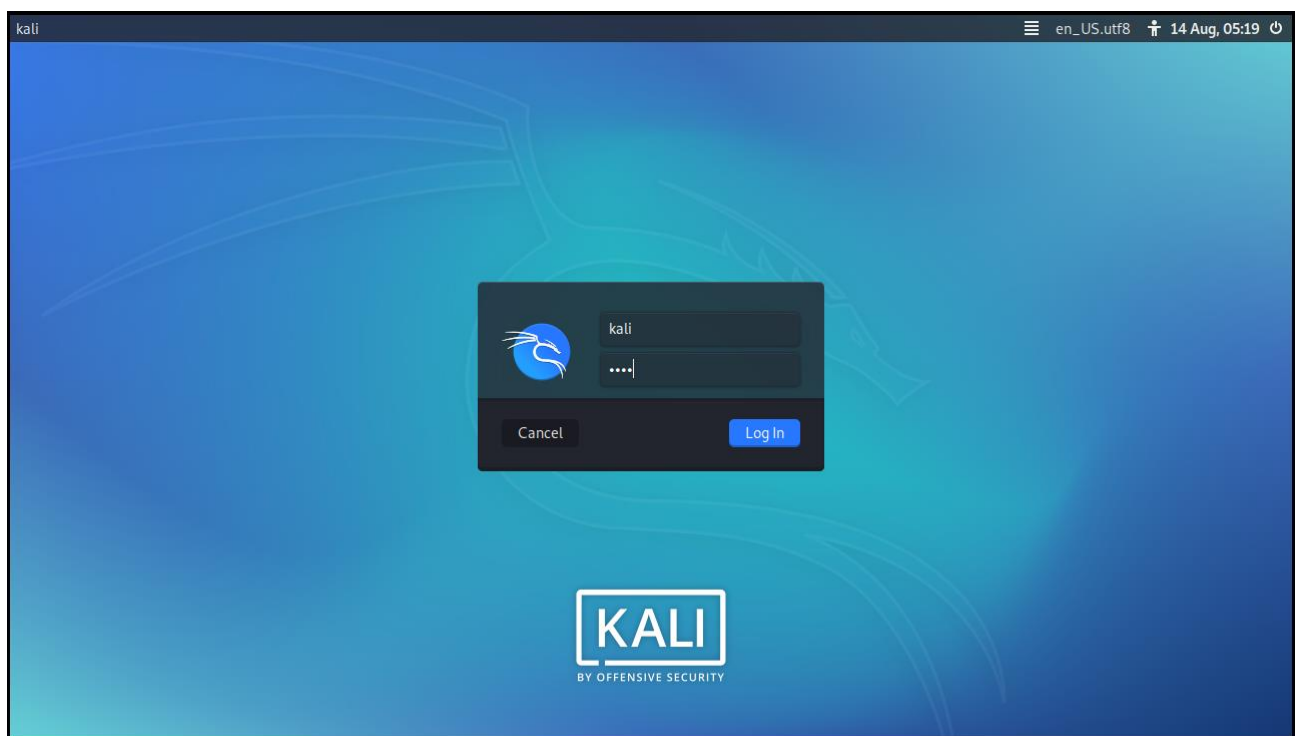 kali en_US.utf8 14 Aug, 05:19
kali
••••
Cancel Log In
KALI
BY OFFENSIVE SECURITY